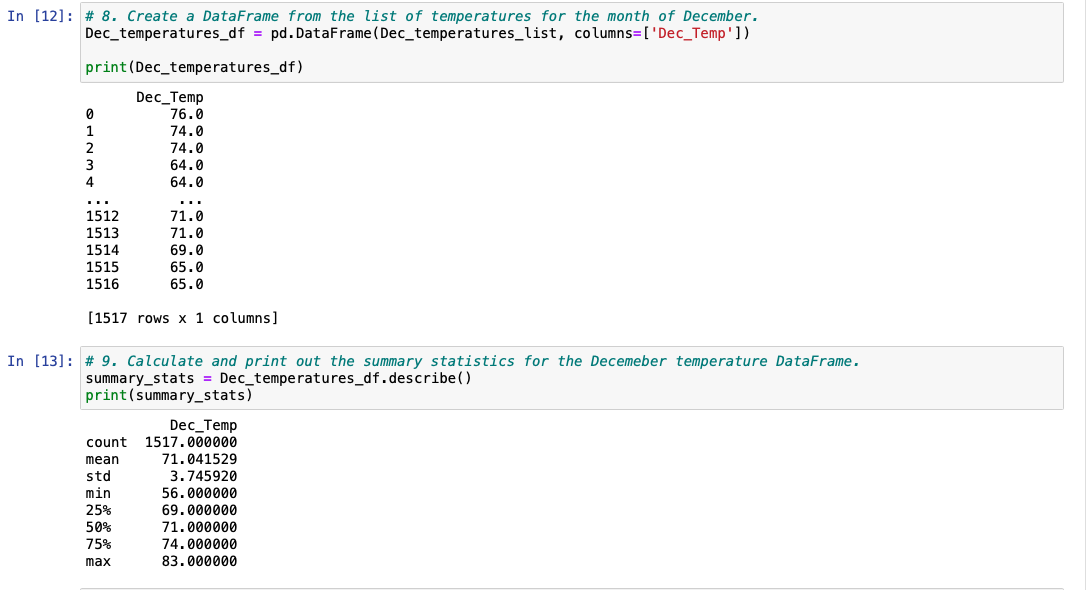 In [12]: # 8. Create a DataFrame from the list of temperatures for the month of December.
Dec_temperatures_df = pd.DataFrame(Dec_temperatures_list, columns=['Dec_Temp'])
print(Dec_temperatures_df)
Dec_Temp
0 76.0
1 74.0
2 74.0
3 64.0
4 64.0
... ...
1512 71.0
1513 71.0
1514 69.0
1515 65.0
1516 65.0
[1517 rows x 1 columns]
In [13]: # 9. Calculate and print out the summary statistics for the Decemeber temperature DataFrame.
summary_stats = Dec_temperatures_df.describe()
print(summary_stats)
Dec_Temp
count 1517.000000
mean 71.041529
std 3.745920
min 56.000000
25% 69.000000
50% 71.000000
75% 74.000000
max 83.000000